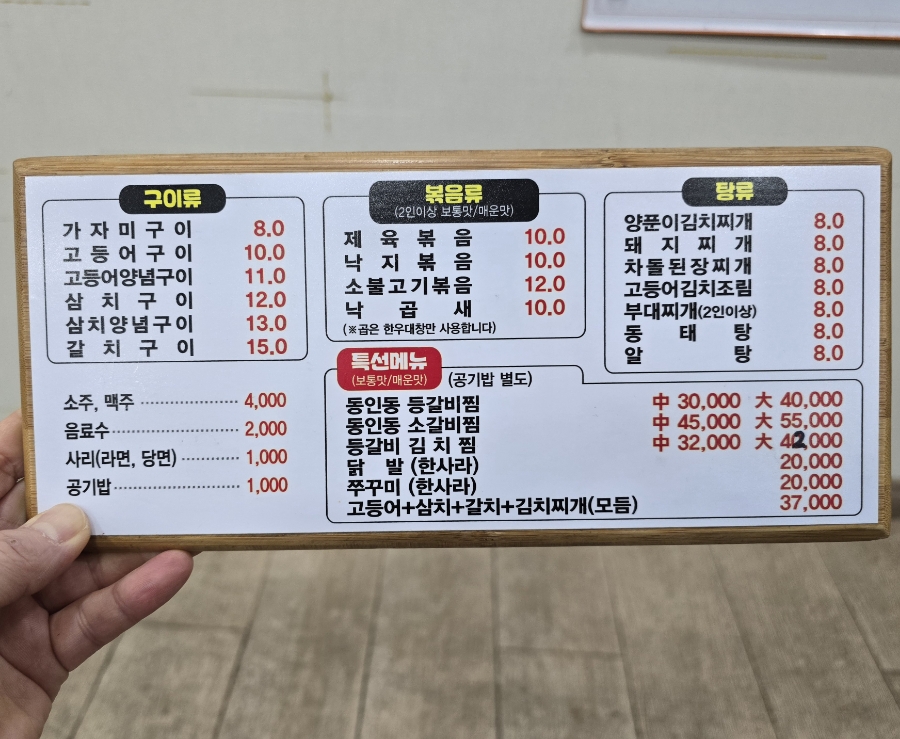 구이류
가자미구이 8.0
고등어구이 10.0
고등어양념구이 11.0
삼치구이 12.0
삼치양념구이 13.0
갈치구이 15.0
소주, 맥주 4,000
음료수 2,000
사리(라면, 당면) 1,000
공기밥 1,000
볶음류
(2인이상 보통맛/매운맛)
제육볶음 10.0
낙지볶음 10.0
소불고기볶음 12.0
낙곱새 10.0
(※곱은 한우대창만 사용합니다)
탕류
양푼이김치찌개 8.0
돼지찌개 8.0
차돌된장찌개 8.0
고등어김치조림 8.0
부대찌개(2인이상) 8.0
동태탕 8.0
알탕 8.0
특선메뉴
(보통맛/매운맛) (공기밥 별도)
동인동 등갈비찜 中 30,000 大 40,000
동인동 소갈비찜 中 45,000 大 55,000
등갈비 김치찜 中 32,000 大 42,000
닭발 (한사라) 20,000
쭈꾸미 (한사라) 20,000
고등어+삼치+갈치+김치찌개(모듬) 37,000